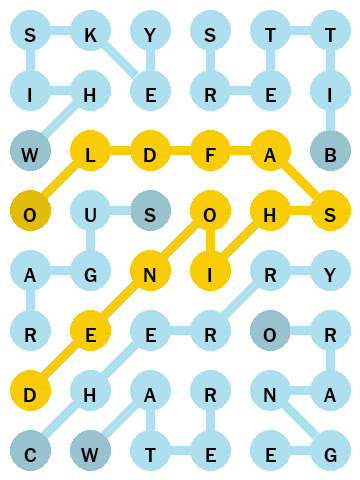 S K Y S T T
I H E R E I
W L D F A B
O U S O H S
A G N I R Y
R E E R O R
D H A R N A
C W T E E G